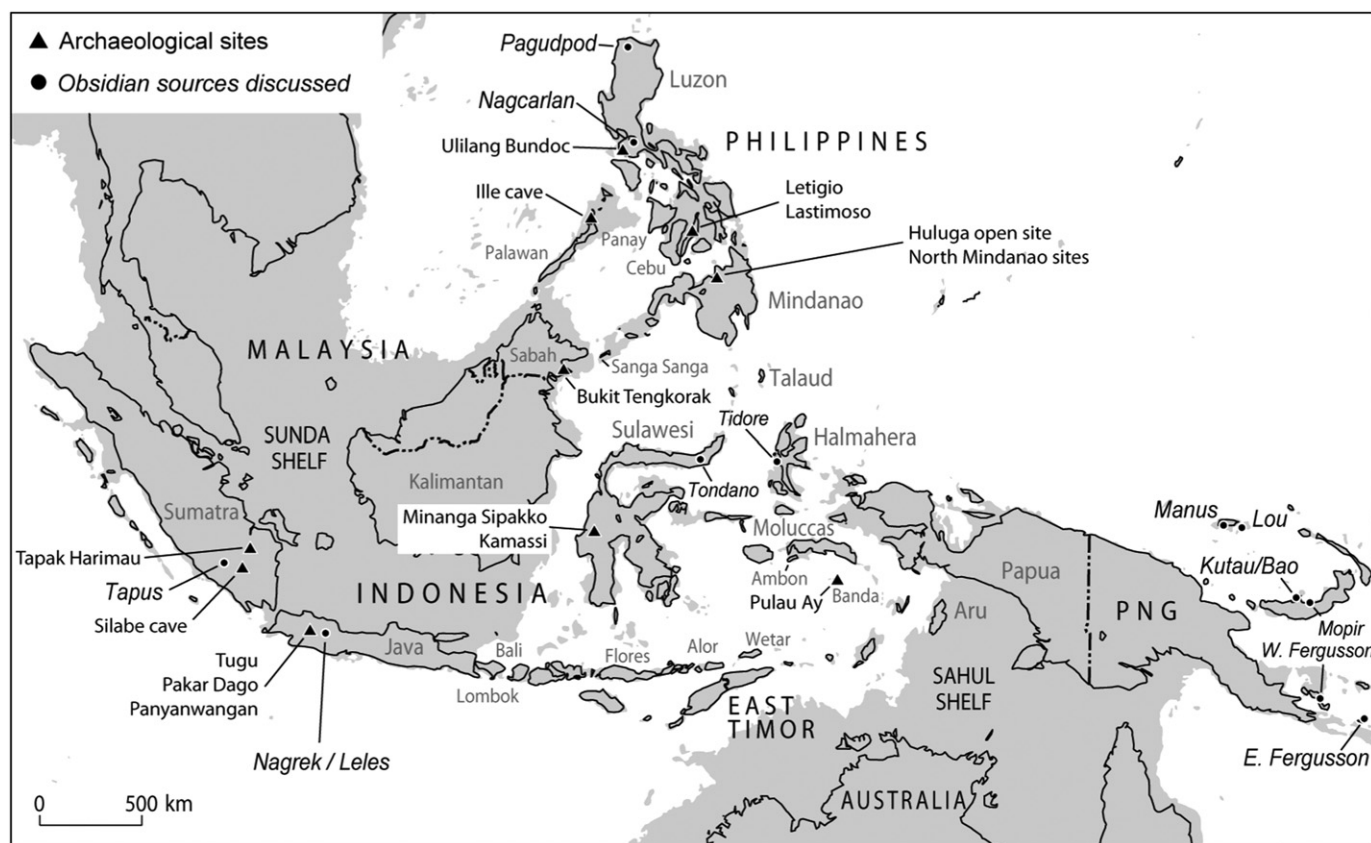 Archaeological sites
Obsidian sources discussed
Pagudpod
Luzon
Nagcarlan
PHILIPPINES
Ulilang Bundoc
Ille cave
Letigio
Lastimoso
Huluga open site
North Mindanao sites
Palawan
Panay
Cebu
Mindanao
MALAYSIA
Sabah
Sanga Sanga
Bukit Tengkorak
Talaud
Tidore
Halmahera
SUNDA
SHELF
Sulawesi
Kalimantan
Tondano
Minanga Sipakko
Kamassi
Moluccas
Manus
Lou
Sumatra
Tapak Harimau
Tapus
Silabe cave
INDONESIA
Ambon
Pulau Ay
Banda
Papua
Kutau/Bao
PNG
Aru
Mopir
W. Fergusson
Java
Bali
Lombok
Flores
Alor
Wetar
Tugu
Pakar Dago
Panyanwangan
EAST
TIMOR
SAHUL
SHELF
Nagrek / Leles
E. Fergusson
AUSTRALIA
0 500 km